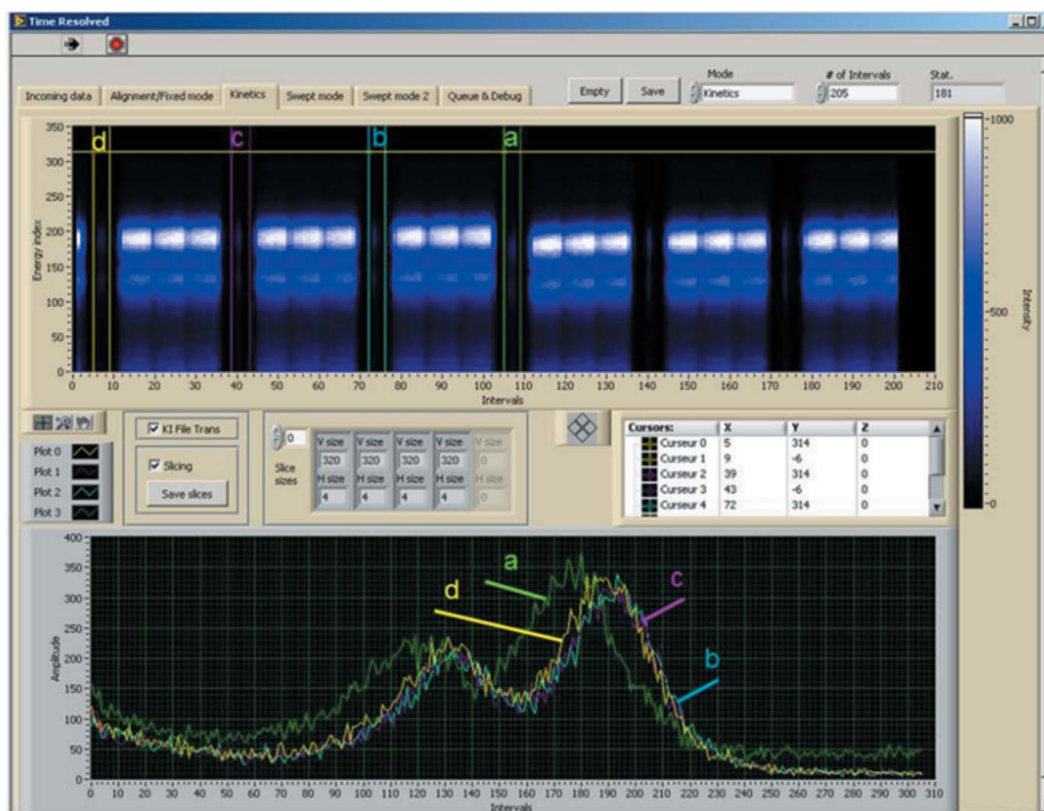 Time Resolved
Incoming data Alignment/Fixed mode Kinetics Swept mode Swept mode 2 Queue & Debug Empty Save
Mode
Kinetics
# of Intervals
205
Stat.
181
350
300
250
200
150
100
50
0
Energy index
d c b a
0 10 20 30 40 50 60 70 80 90 100 110 120 130 140 150 160 170 180 190 200 210
Intervals
1000
500
0
Intensity
Plot 0
Plot 1
Plot 2
Plot 3
KI File Trans
Slicing
Save slices
0
Slice
sizes
V size V size V size V size V size
320 320 320 320 0
H size H size H size H size H size
4 4 4 4 0
Cursors: X Y Z
Curseur 0 5 314 0
Curseur 1 9 -6 0
Curseur 2 39 314 0
Curseur 3 43 -6 0
Curseur 4 72 314 0
400
350
300
250
200
150
100
50
0
Amplitude
a
d
c
b
0 10 20 30 40 50 60 70 80 90 100 110 120 130 140 150 160 170 180 190 200 210 220 230 240 250 260 270 280 290 300 310
Intervals